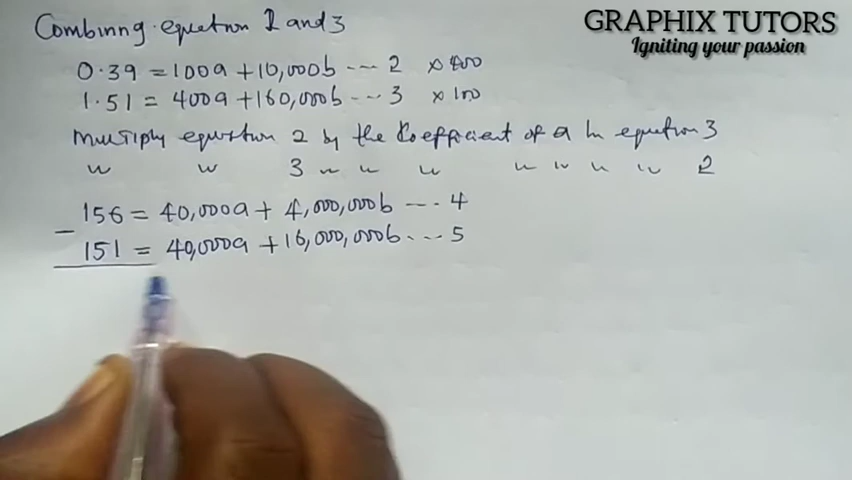 GRAPHIX TUTORS
Igniting your passion
Combining equation 2 and 3
0.39 = 100a + 10,000b --- 2 × 400
1.51 = 400a + 160,000b --- 3 × 100
Multiply equation 2 by the Coefficient of a in equation 3
" " 3 " " " " " " " 2
156 = 40,000a + 4,000,000b --- 4
− 151 = 40,000a + 16,000,000b --- 5